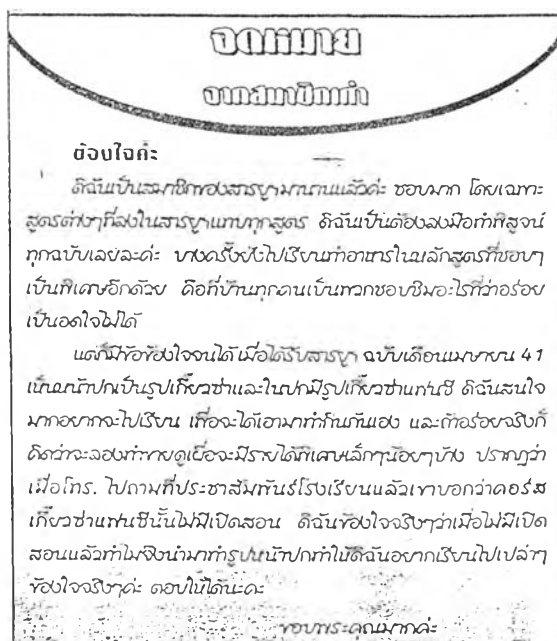 จดหมาย
จากสมาชิกเก่า
ข้องใจค่ะ
ดิฉันเป็นสมาชิกของสารขามานานแล้วค่ะ ชอบมาก โดยเฉพาะ
สูตรต่างๆที่ลงในสารขาแทบทุกสูตร ดิฉันเป็นต้องลงมือทำพิสูจน์
ทุกฉบับเลยละค่ะ บางครั้งยังไปเรียนทำอาหารในหลักสูตรที่ชอบๆ
เป็นพิเศษอีกด้วย คือที่บ้านทุกคนเป็นพวกชอบชิมอะไรที่ว่าอร่อย
เป็นอดใจไม่ได้
แต่ก็มีข้อข้องใจจนได้ เมื่อได้รับสารขา ฉบับเดือนเมษายน 41
เห็นหน้าปกเป็นรูปเกี๊ยวซ่าและในปกมีรูปเกี๊ยวซ่าแฟนซี ดิฉันสนใจ
มากอยากจะไปเรียน เพื่อจะได้เอามาทำกินกันเอง และถ้าอร่อยจริงก็
คิดว่าจะลองทำขายดูเผื่อจะมีรายได้พิเศษเล็กๆน้อยๆบ้าง ปรากฎว่า
เมื่อโทร. ไปถามที่ประชาสัมพันธ์โรงเรียนแล้วเขาบอกว่าคอร์ส
เกี๊ยวซ่าแฟนซีนั้นไม่มีเปิดสอน ดิฉันข้องใจจริงๆว่าเมื่อไม่มีเปิด
สอนแล้วทำไมจึงนำมาทำรูปหน้าปกทำให้ดิฉันอยากเรียนไปเปล่าๆ
ข้องใจจริงๆค่ะ ตอบให้ได้นะคะ
ขอบพระคุณมากค่ะ